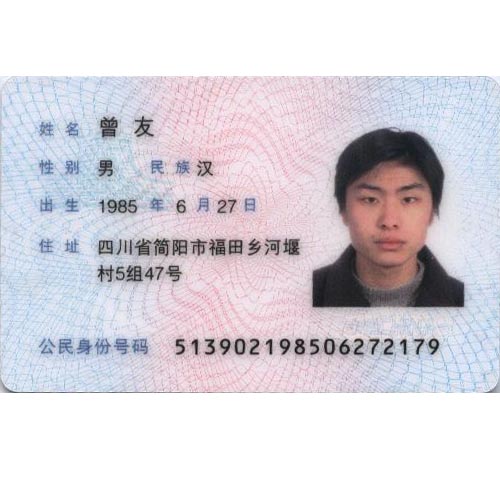 姓名 曾友
性别 男 民族 汉
出生 1985 年 6 月 27 日
住址 四川省简阳市福田乡河堰
村5组47号
公民身份号码 513902198506272179